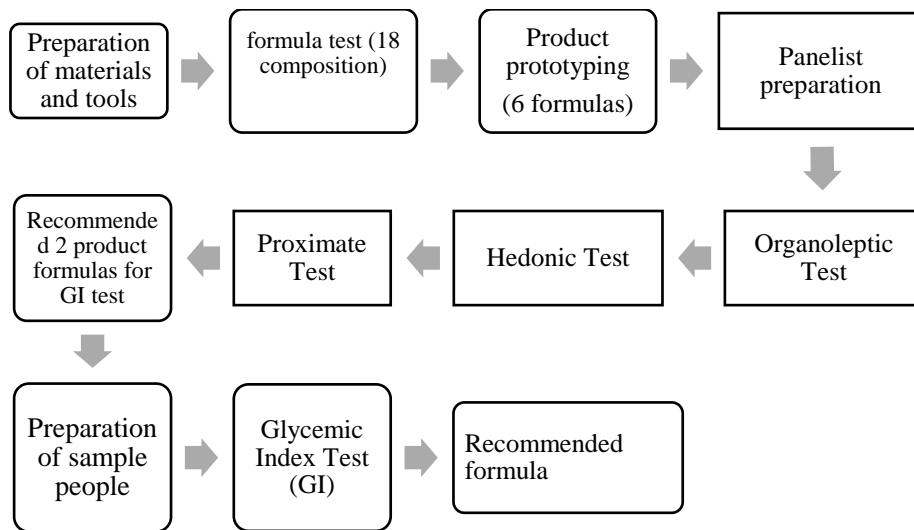 Preparation
of materials
and tools
formula test (18
composition)
Product
prototyping
(6 formulas)
Panelist
preparation
Organoleptic
Test
Hedonic Test
Proximate
Test
Recommende
d 2 product
formulas for
GI test
Preparation
of sample
people
Glycemic
Index Test
(GI)
Recommended
formula